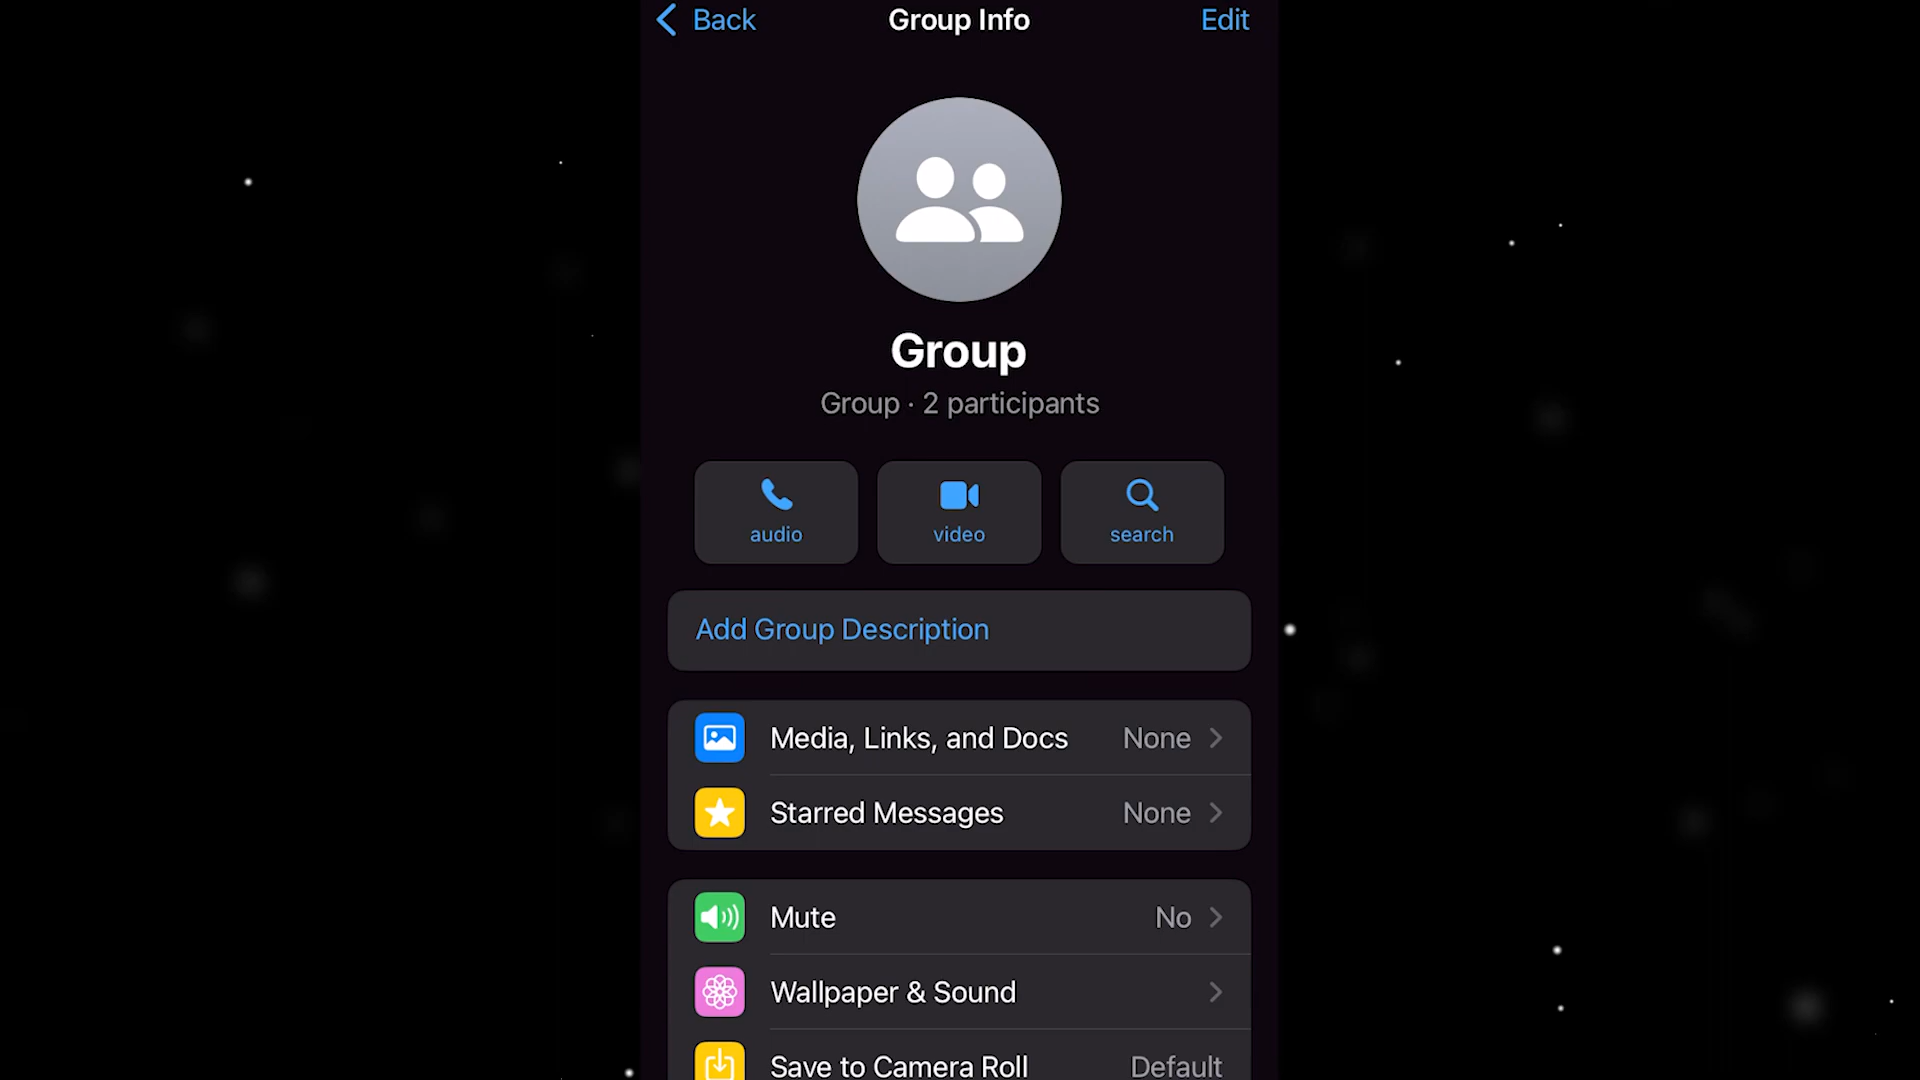 Back Group Info Edit
Group
Group · 2 participants
audio video search
Add Group Description
Media, Links, and Docs None
Starred Messages None
Mute No
Wallpaper & Sound
Save to Camera Roll Default